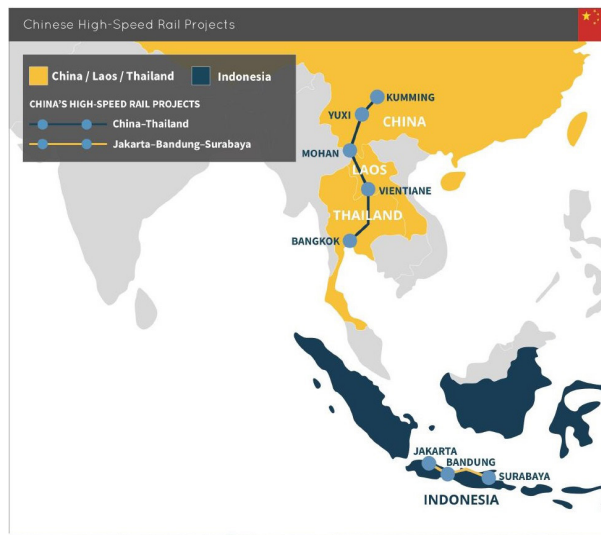 Chinese High-Speed Rail Projects
China / Laos / Thailand
Indonesia
CHINA'S HIGH-SPEED RAIL PROJECTS
China–Thailand
Jakarta–Bandung–Surabaya
KUMMING
YUXI
CHINA
MOHAN
LAOS
VIENTIANE
THAILAND
BANGKOK
JAKARTA
BANDUNG
SURABAYA
INDONESIA